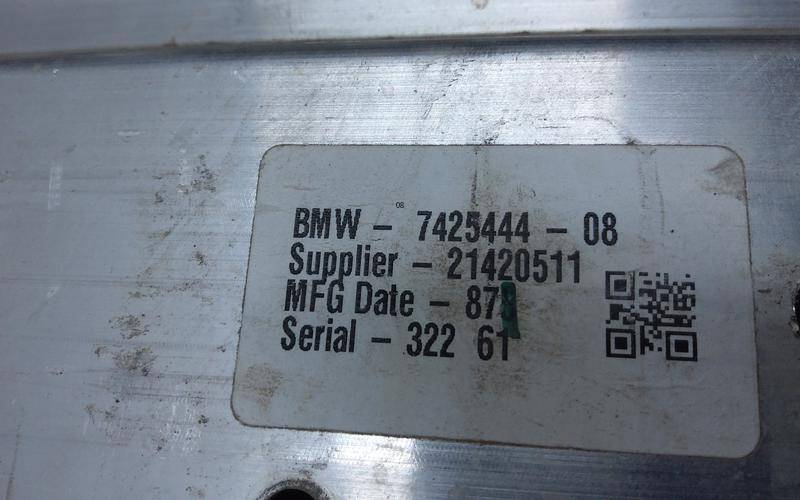 08
BMW – 7425444 – 08
Supplier – 21420511
MFG Date – 87
Serial – 322 61